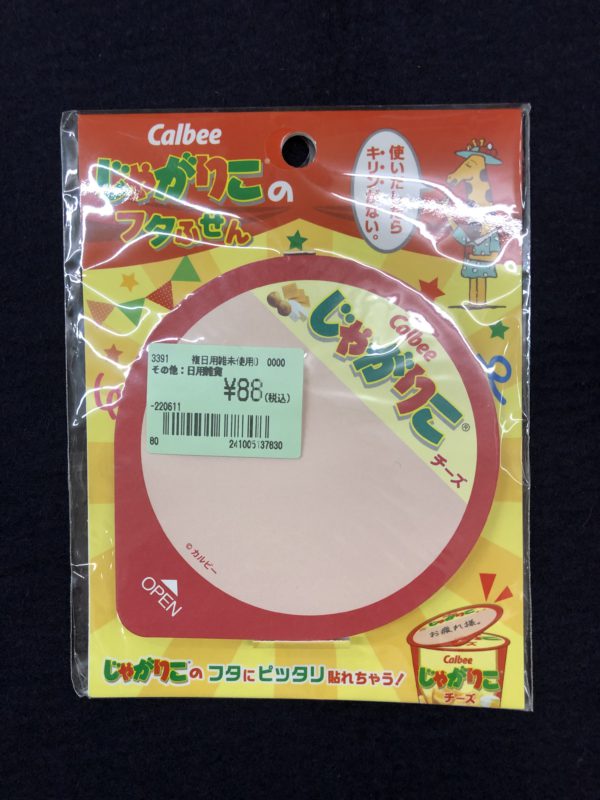 Calbee
じゃがりこ®の
フタふせん
使いだしたら
キリンがない。
Calbee
じゃがりこ®
チーズ
3391 複日用雑未(使用) 0000
その他：日用雑貨
¥88(税込)
-220611
80 241005137630
©カルビー
OPEN
お疲れ様。
Calbee
じゃがりこ
チーズ
じゃがりこ®の フタにピッタリ貼れちゃう！